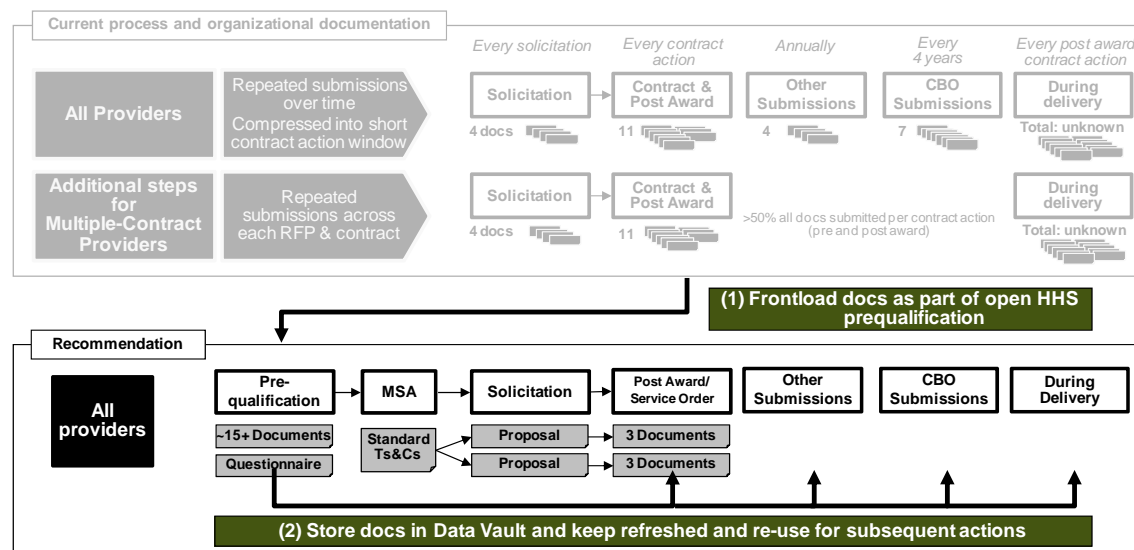 Current process and organizational documentation
Every solicitation
Every contract
action
Annually
Every
4 years
Every post award
contract action
All Providers
Repeated submissions
over time
Compressed into short
contract action window
Solicitation
Contract &
Post Award
Other
Submissions
CBO
Submissions
During
delivery
4 docs
11
4
7
Total: unknown
Additional steps
for
Multiple-Contract
Providers
Repeated
submissions across
each RFP & contract
Solicitation
Contract &
Post Award
During
delivery
4 docs
11
>50% all docs submitted per contract action
(pre and post award)
Total: unknown
(1) Frontload docs as part of open HHS
prequalification
Recommendation
All
providers
Pre-
qualification
MSA
Solicitation
Post Award/
Service Order
Other
Submissions
CBO
Submissions
During
Delivery
~15+ Documents
Questionnaire
Standard
Ts&Cs
Proposal
3 Documents
Proposal
3 Documents
(2) Store docs in Data Vault and keep refreshed and re-use for subsequent actions